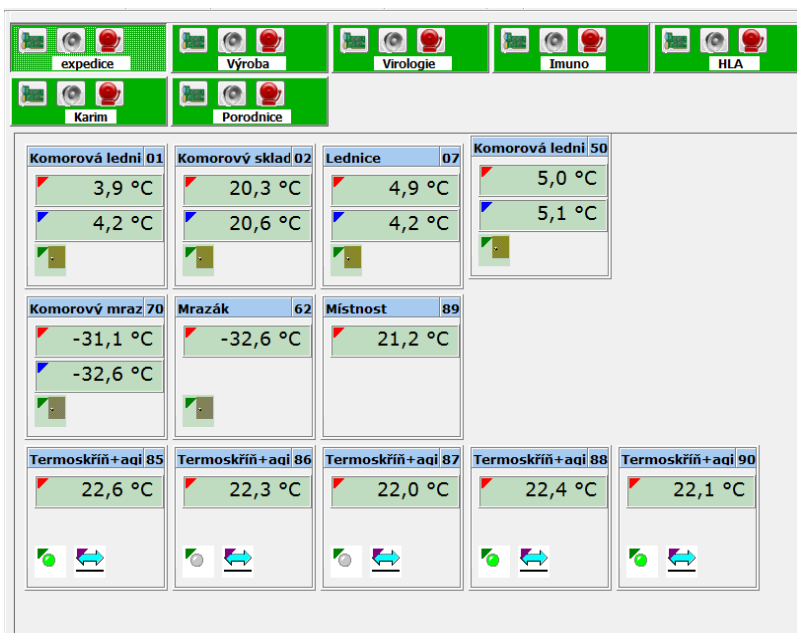 expedice Výroba Virologie Imuno HLA
Karim Porodnice
Komorová ledni 01
3,9 °C
4,2 °C
Komorový sklad 02
20,3 °C
20,6 °C
Lednice 07
4,9 °C
4,2 °C
Komorová ledni 50
5,0 °C
5,1 °C
Komorový mraz 70
-31,1 °C
-32,6 °C
Mrazák 62
-32,6 °C
Místnost 89
21,2 °C
Termoskříň+agi 85
22,6 °C
Termoskříň+agi 86
22,3 °C
Termoskříň+agi 87
22,0 °C
Termoskříň+agi 88
22,4 °C
Termoskříň+agi 90
22,1 °C